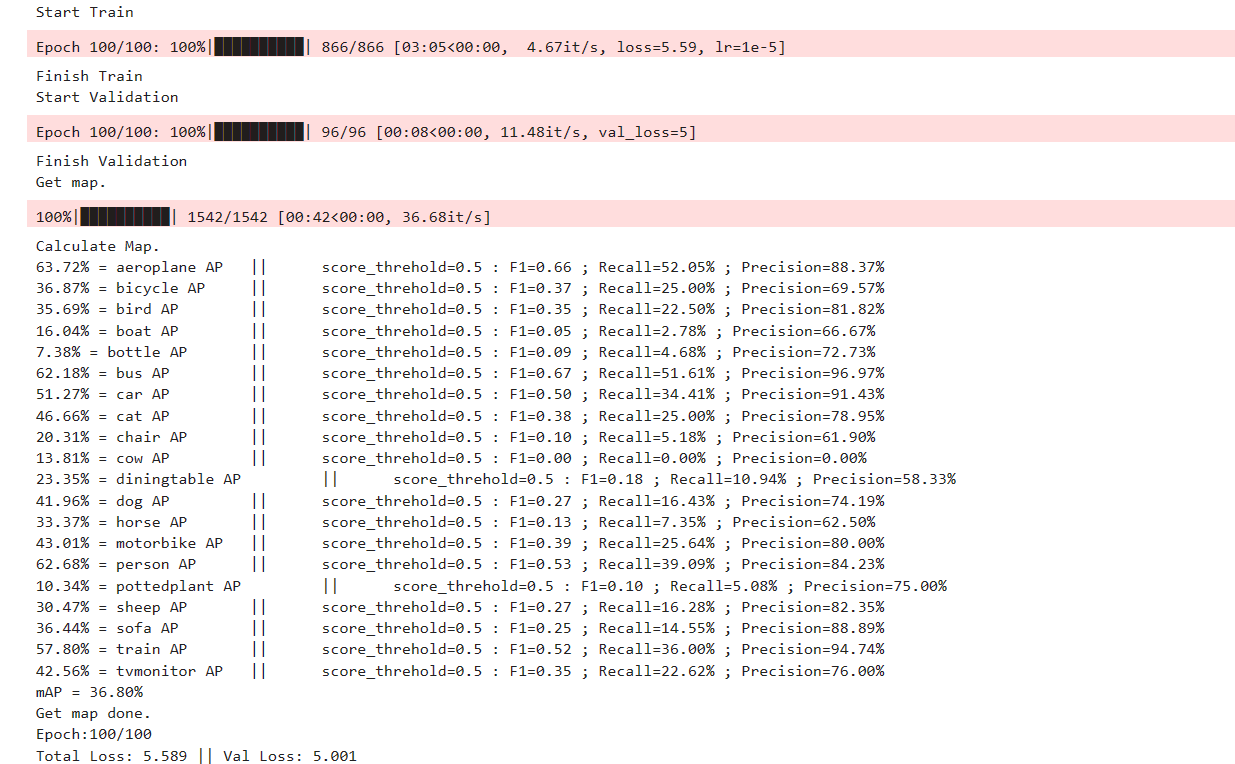 Start Train
Epoch 100/100: 100%|██████████| 866/866 [03:05<00:00,  4.67it/s, loss=5.59, lr=1e-5]
Finish Train
Start Validation
Epoch 100/100: 100%|██████████| 96/96 [00:08<00:00, 11.48it/s, val_loss=5]
Finish Validation
Get map.
100%|██████████| 1542/1542 [00:42<00:00, 36.68it/s]
Calculate Map.
63.72% = aeroplane AP   ||      score_threhold=0.5 : F1=0.66 ; Recall=52.05% ; Precision=88.37%
36.87% = bicycle AP     ||      score_threhold=0.5 : F1=0.37 ; Recall=25.00% ; Precision=69.57%
35.69% = bird AP        ||      score_threhold=0.5 : F1=0.35 ; Recall=22.50% ; Precision=81.82%
16.04% = boat AP        ||      score_threhold=0.5 : F1=0.05 ; Recall=2.78% ; Precision=66.67%
7.38% = bottle AP       ||      score_threhold=0.5 : F1=0.09 ; Recall=4.68% ; Precision=72.73%
62.18% = bus AP         ||      score_threhold=0.5 : F1=0.67 ; Recall=51.61% ; Precision=96.97%
51.27% = car AP         ||      score_threhold=0.5 : F1=0.50 ; Recall=34.41% ; Precision=91.43%
46.66% = cat AP         ||      score_threhold=0.5 : F1=0.38 ; Recall=25.00% ; Precision=78.95%
20.31% = chair AP       ||      score_threhold=0.5 : F1=0.10 ; Recall=5.18% ; Precision=61.90%
13.81% = cow AP         ||      score_threhold=0.5 : F1=0.00 ; Recall=0.00% ; Precision=0.00%
23.35% = diningtable AP         ||      score_threhold=0.5 : F1=0.18 ; Recall=10.94% ; Precision=58.33%
41.96% = dog AP         ||      score_threhold=0.5 : F1=0.27 ; Recall=16.43% ; Precision=74.19%
33.37% = horse AP       ||      score_threhold=0.5 : F1=0.13 ; Recall=7.35% ; Precision=62.50%
43.01% = motorbike AP   ||      score_threhold=0.5 : F1=0.39 ; Recall=25.64% ; Precision=80.00%
62.68% = person AP      ||      score_threhold=0.5 : F1=0.53 ; Recall=39.09% ; Precision=84.23%
10.34% = pottedplant AP         ||      score_threhold=0.5 : F1=0.10 ; Recall=5.08% ; Precision=75.00%
30.47% = sheep AP       ||      score_threhold=0.5 : F1=0.27 ; Recall=16.28% ; Precision=82.35%
36.44% = sofa AP        ||      score_threhold=0.5 : F1=0.25 ; Recall=14.55% ; Precision=88.89%
57.80% = train AP       ||      score_threhold=0.5 : F1=0.52 ; Recall=36.00% ; Precision=94.74%
42.56% = tvmonitor AP   ||      score_threhold=0.5 : F1=0.35 ; Recall=22.62% ; Precision=76.00%
mAP = 36.80%
Get map done.
Epoch:100/100
Total Loss: 5.589 || Val Loss: 5.001